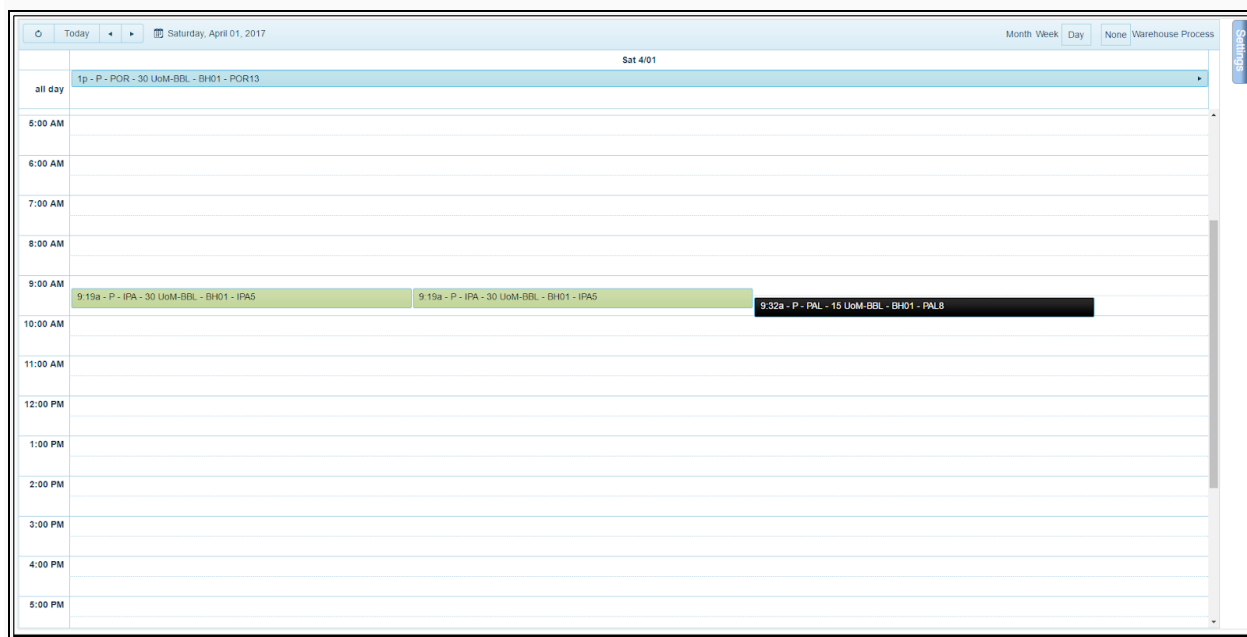 Today Saturday, April 01, 2017 Month Week Day None Warehouse Process
Settings
Sat 4/01
all day 1p - P - POR - 30 UoM-BBL - BH01 - POR13
5:00 AM
6:00 AM
7:00 AM
8:00 AM
9:00 AM
9:19a - P - IPA - 30 UoM-BBL - BH01 - IPA5 9:19a - P - IPA - 30 UoM-BBL - BH01 - IPA5 9:32a - P - PAL - 15 UoM-BBL - BH01 - PAL8
10:00 AM
11:00 AM
12:00 PM
1:00 PM
2:00 PM
3:00 PM
4:00 PM
5:00 PM